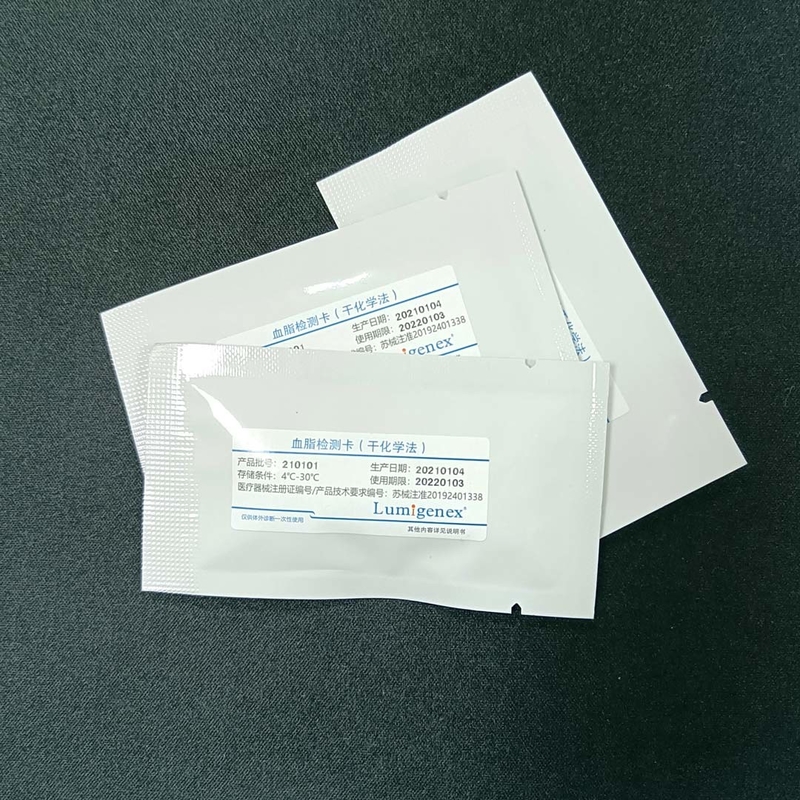 血脂检测卡（干化学法）
生产日期：20210104
使用期限：20220103
苏械注准20192401338
血脂检测卡（干化学法）
产品批号：210101
生产日期：20210104
存储条件：4℃-30℃
使用期限：20220103
医疗器械注册证编号/产品技术要求编号：苏械注准20192401338
Lumigenex®
仅供体外诊断一次性使用
其他内容详见说明书